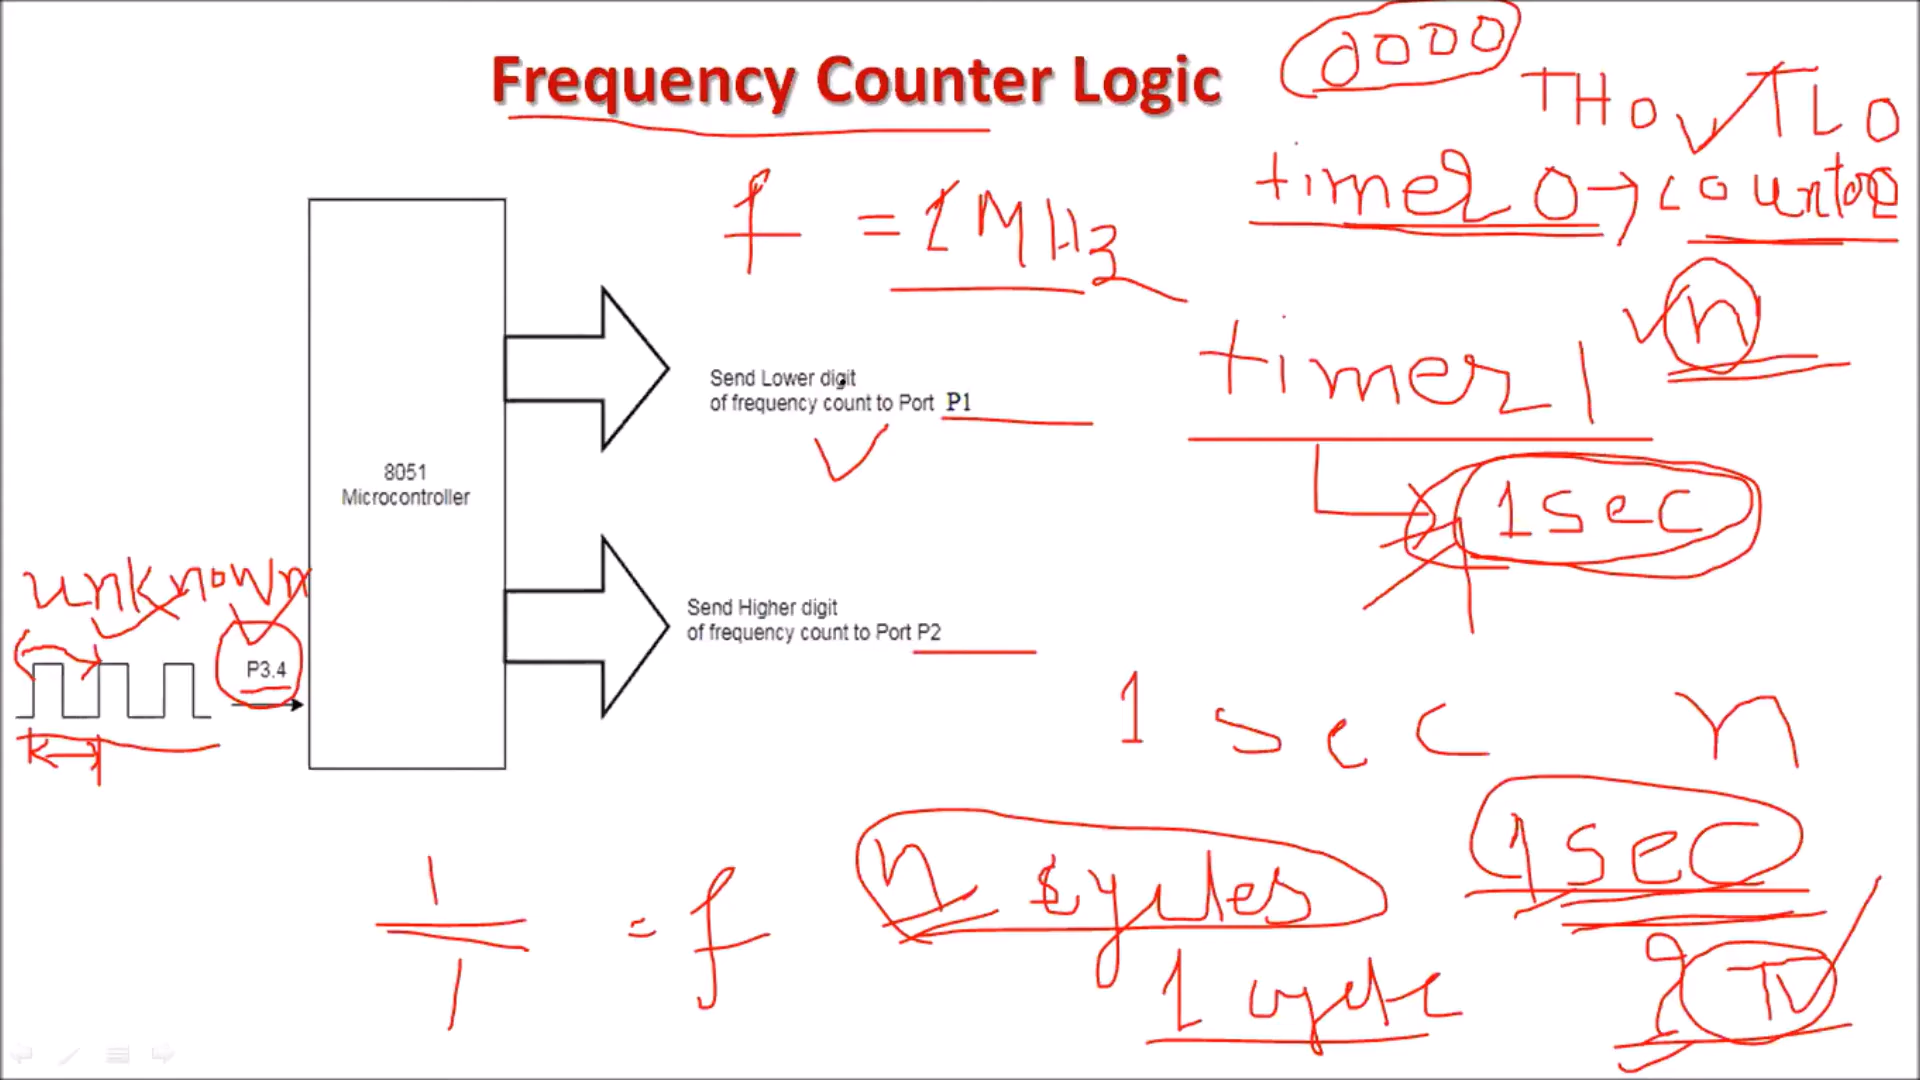 0000
Frequency Counter Logic
TH0 TL0
timer 0 → counter
f = 1MHz
n
timer 1
Send Lower digit
of frequency count to Port P1
8051
Microcontroller
1 sec
unknown
Send Higher digit
of frequency count to Port P2
P3.4
1 sec n
n cycles 1 sec
1
= f
1 cycle ?